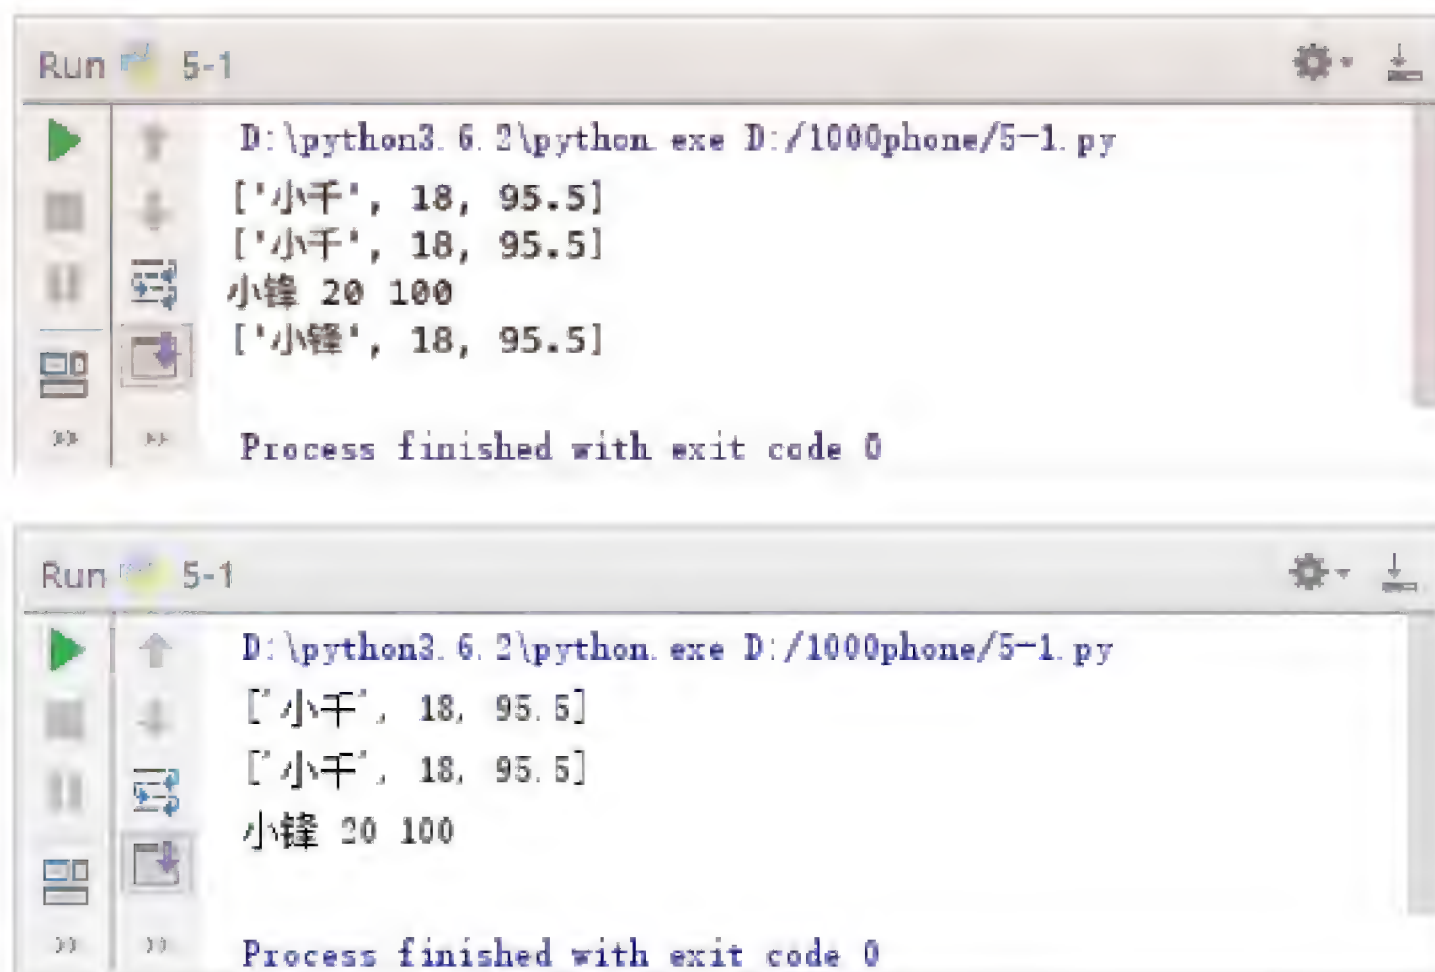 Run 5-1
D:\python3.6.2\python.exe D:/1000phone/5-1.py
['小千', 18, 95.5]
['小千', 18, 95.5]
小锋 20 100
['小锋', 18, 95.5]
Process finished with exit code 0
Run 5-1
D:\python3.6.2\python.exe D:/1000phone/5-1.py
['小千', 18, 95.5]
['小千', 18, 95.5]
小锋 20 100
Process finished with exit code 0